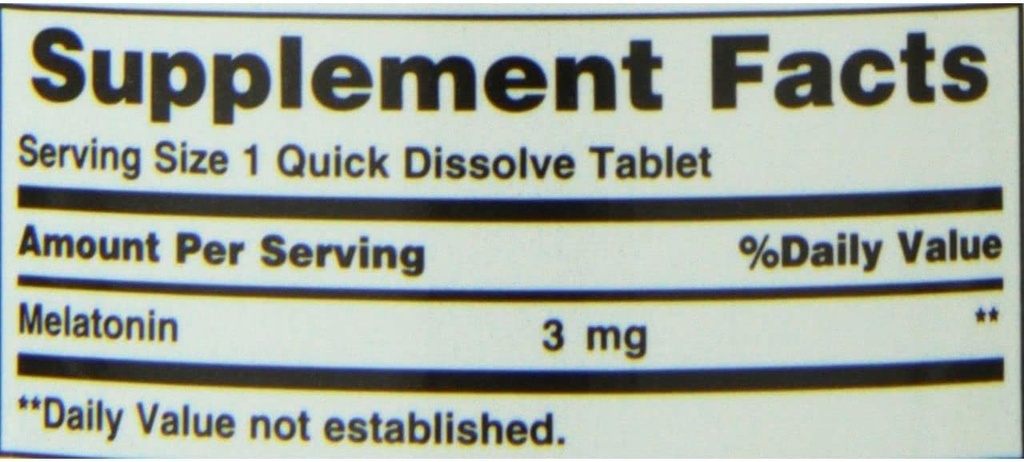 Supplement Facts
Serving Size 1 Quick Dissolve Tablet
Amount Per Serving %Daily Value
Melatonin 3 mg **
**Daily Value not established.